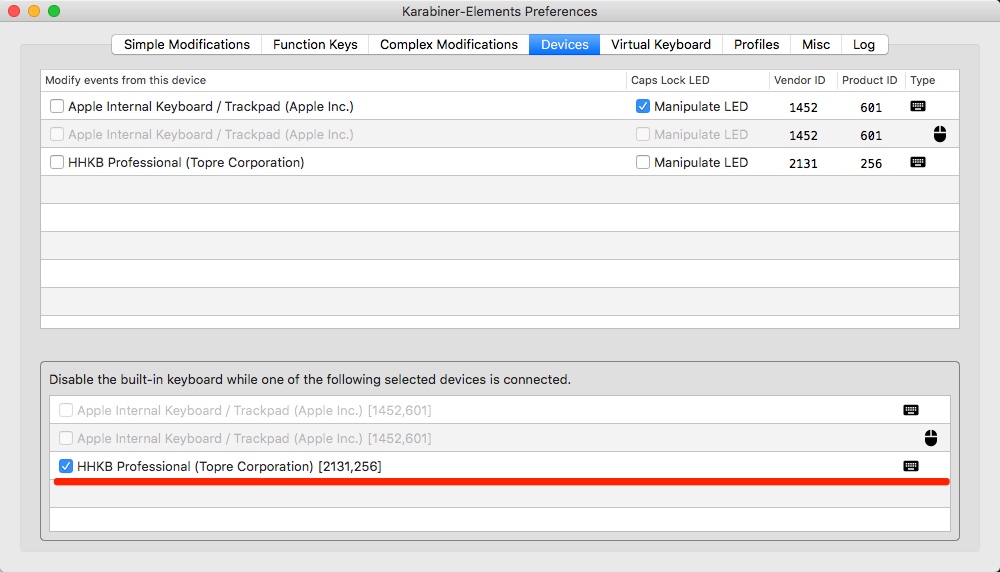 Karabiner-Elements Preferences
Simple Modifications Function Keys Complex Modifications Devices Virtual Keyboard Profiles Misc Log
Modify events from this device Caps Lock LED Vendor ID Product ID Type
Apple Internal Keyboard / Trackpad (Apple Inc.) Manipulate LED 1452 601
Apple Internal Keyboard / Trackpad (Apple Inc.) Manipulate LED 1452 601
HHKB Professional (Topre Corporation) Manipulate LED 2131 256
Disable the built-in keyboard while one of the following selected devices is connected.
Apple Internal Keyboard / Trackpad (Apple Inc.) [1452,601]
Apple Internal Keyboard / Trackpad (Apple Inc.) [1452,601]
HHKB Professional (Topre Corporation) [2131,256]